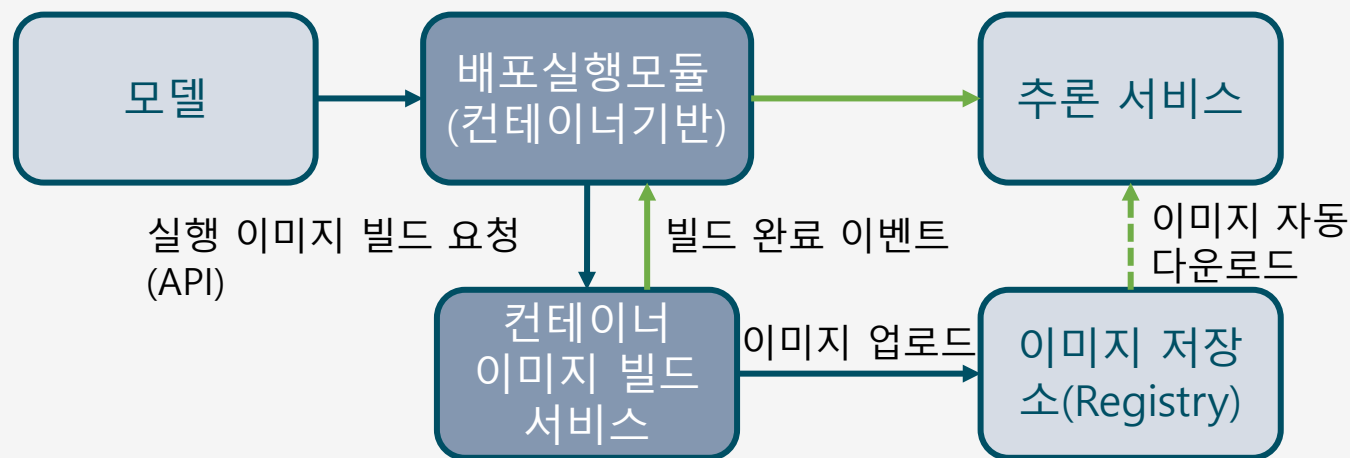 모델
배포실행모듈
(컨테이너기반)
추론 서비스
실행 이미지 빌드 요청
(API)
빌드 완료 이벤트
이미지 자동
다운로드
컨테이너
이미지 빌드
서비스
이미지 업로드
이미지 저장
소(Registry)